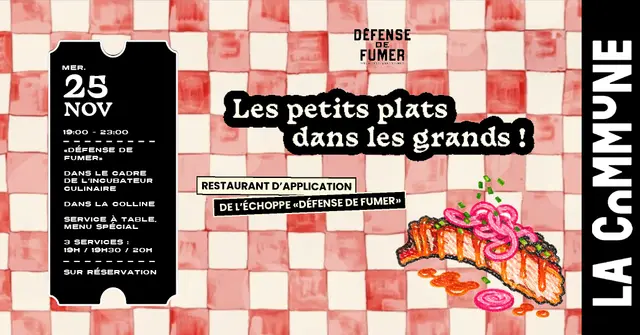 MER.
25
NOV
19:00 - 23:00
«DÉFENSE DE
FUMER»
DANS LE CADRE
DE L'INCUBATEUR
CULINAIRE
DANS LA COLLINE
SERVICE À TABLE,
MENU SPÉCIAL
3 SERVICES :
19H / 19H30 / 20H
SUR RÉSERVATION
DÉFENSE
DE
FUMER
Les petits plats
dans les grands !
RESTAURANT D'APPLICATION
DE L'ÉCHOPPE «DÉFENSE DE FUMER»
LA COMMUNE